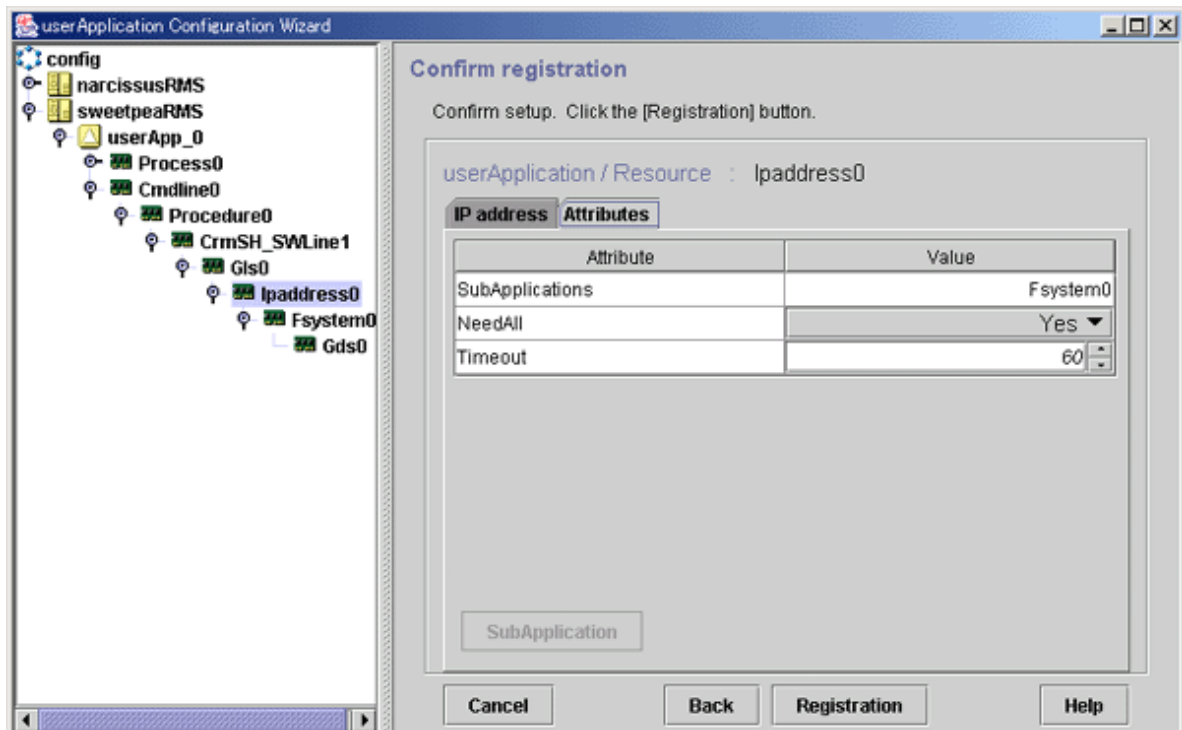 userApplication Configuration Wizard
config
narcissusRMS
sweetpeaRMS
userApp_0
Process0
Cmdline0
Procedure0
CrmSH_SWLine1
Gls0
Ipaddress0
Fsystem0
Gds0
Confirm registration
Confirm setup. Click the [Registration] button.
userApplication / Resource : Ipaddress0
IP address Attributes
Attribute Value
SubApplications Fsystem0
NeedAll Yes
Timeout 60
SubApplication
Cancel Back Registration Help